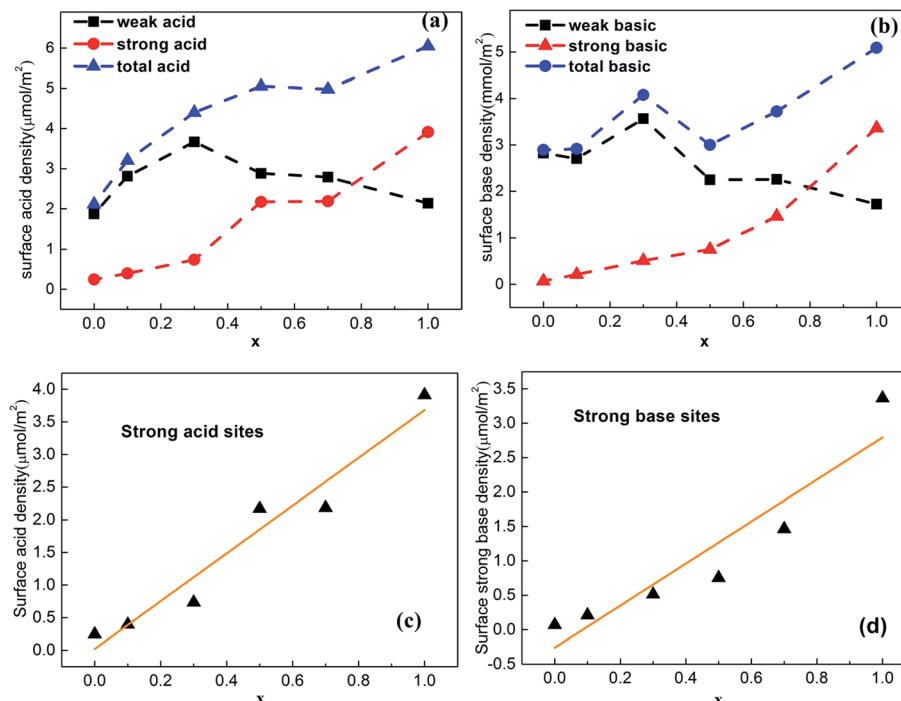 (a)
weak acid
strong acid
total acid
surface acid density(μmol/m²)
6
5
4
3
2
1
0
0.0 0.2 0.4 0.6 0.8 1.0
x
(b)
weak basic
strong basic
total basic
surface base density(mmol/m²)
5
4
3
2
1
0
0.0 0.2 0.4 0.6 0.8 1.0
x
Strong acid sites
Surface acid density(μmol/m²)
4.0
3.5
3.0
2.5
2.0
1.5
1.0
0.5
0.0
(c)
0.0 0.2 0.4 0.6 0.8 1.0
x
Strong base sites
Surface strong base density(μmol/m²)
3.5
3.0
2.5
2.0
1.5
1.0
0.5
0.0
-0.5
(d)
0.0 0.2 0.4 0.6 0.8 1.0
x